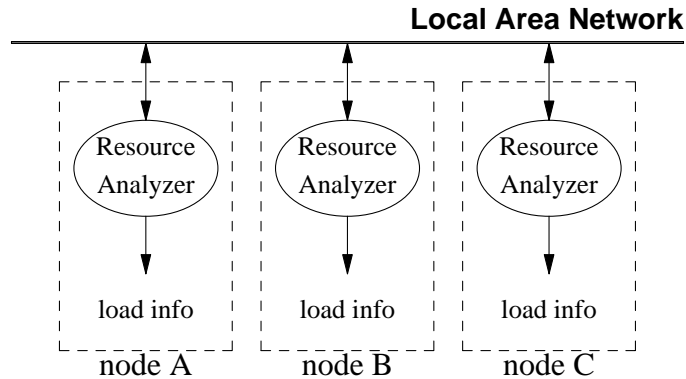 Local Area Network
Resource
Analyzer
load info
node A
Resource
Analyzer
load info
node B
Resource
Analyzer
load info
node C